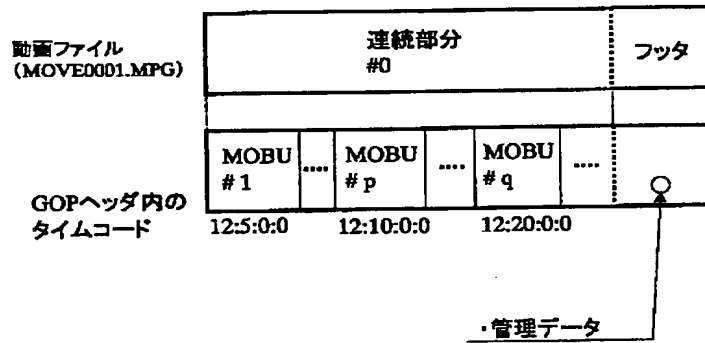 動画ファイル
(MOVE0001.MPG)
連続部分
#0
フッタ
MOBU
#1
....
MOBU
#p
....
MOBU
#q
....
GOPヘッダ内の
タイムコード
12:5:0:0
12:10:0:0
12:20:0:0
・管理データ